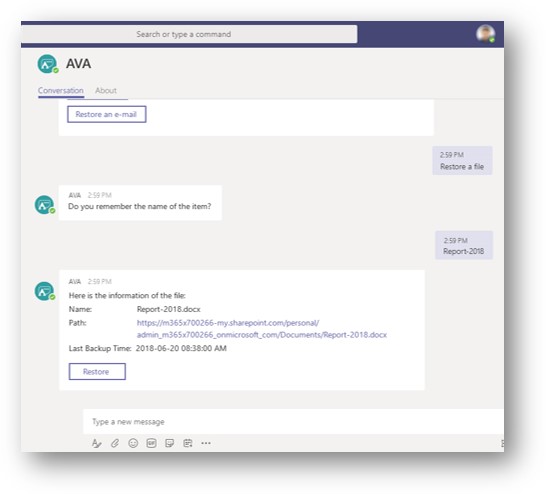 Search or type a command
AVA
Conversation About
Restore an e-mail
2:59 PM
Restore a file
AVA 2:59 PM
Do you remember the name of the item?
2:59 PM
Report-2018
AVA 2:59 PM
Here is the information of the file:
Name: Report-2018.docx
Path: https://m365x700266-my.sharepoint.com/personal/
admin_m365x700266_onmicrosoft_com/Documents/Report-2018.docx
Last Backup Time: 2018-06-20 08:38:00 AM
Restore
Type a new message
GIF